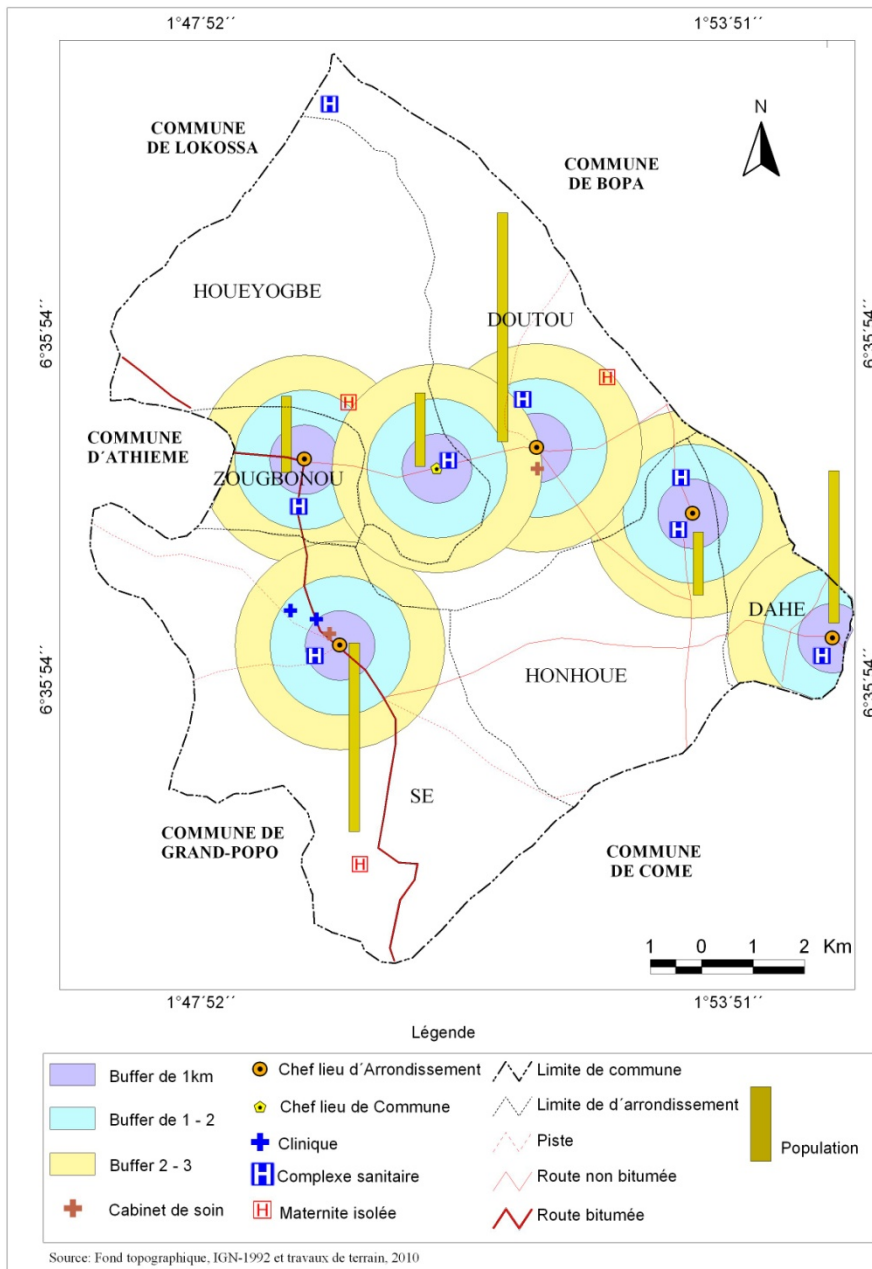 1°47´52´´ 1°53´51´´
N
COMMUNE
DE LOKOSSA
COMMUNE
DE BOPA
HOUEYOGBE
DOUTOU
6°35´54´´ 6°35´54´´
COMMUNE
D´ATHIEME
ZOUGBONOU
DAHE
HONHOUE
6°35´54´´ 6°35´54´´
SE
COMMUNE DE
GRAND-POPO
COMMUNE
DE COME
1 0 1 2 Km
1°47´52´´ 1°53´51´´
Légende
Buffer de 1km
Buffer de 1 - 2
Buffer 2 - 3
Cabinet de soin
Chef lieu d´Arrondissement
Chef lieu de Commune
Clinique
H Complexe sanitaire
H Maternite isolée
Limite de commune
Limite de d´arrondissement
Piste
Route non bitumée
Route bitumée
Population
Source: Fond topographique, IGN-1992 et travaux de terrain, 2010